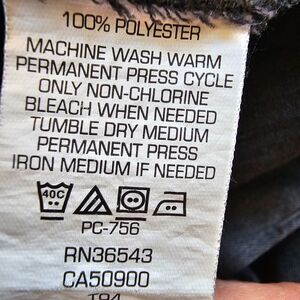 100% POLYESTER
MACHINE WASH WARM
PERMANENT PRESS CYCLE
ONLY NON-CHLORINE
BLEACH WHEN NEEDED
TUMBLE DRY MEDIUM
PERMANENT PRESS
IRON MEDIUM IF NEEDED
40C
PC-756
RN36543
CA50900